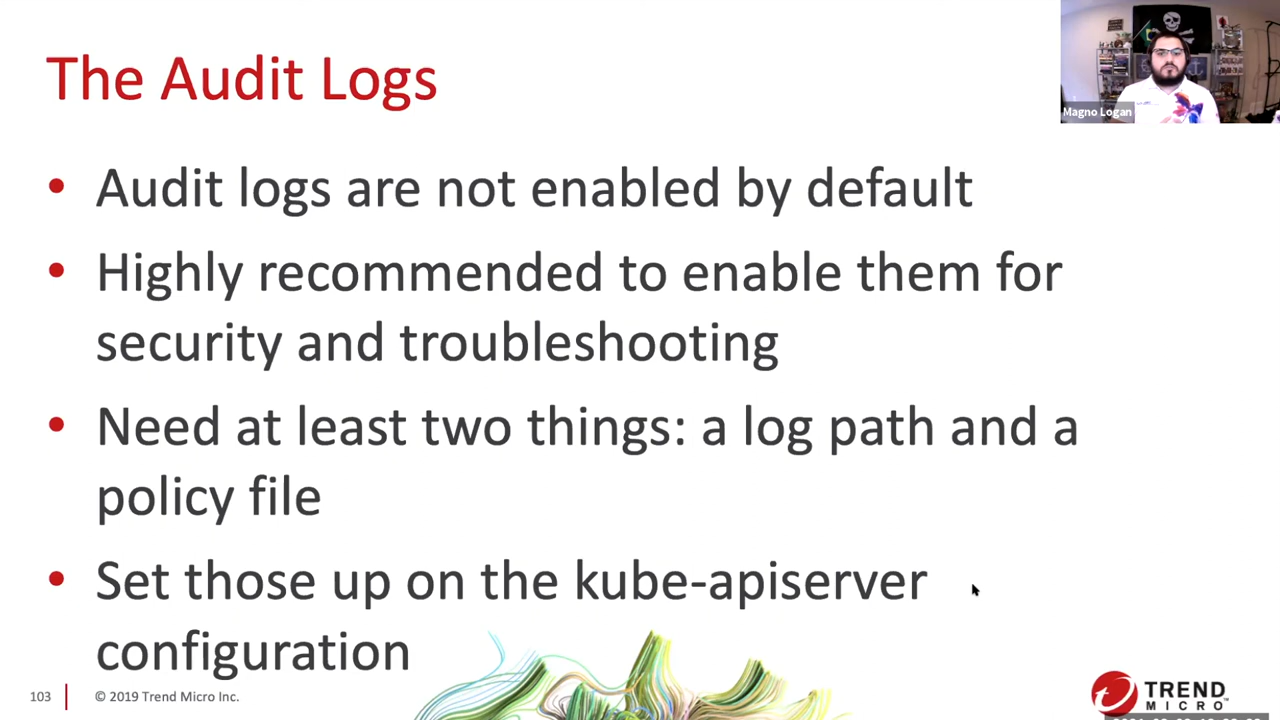 The Audit Logs
Magno Logan
• Audit logs are not enabled by default
• Highly recommended to enable them for
security and troubleshooting
• Need at least two things: a log path and a
policy file
• Set those up on the kube-apiserver
configuration
103
© 2019 Trend Micro Inc.
TREND
MICRO™